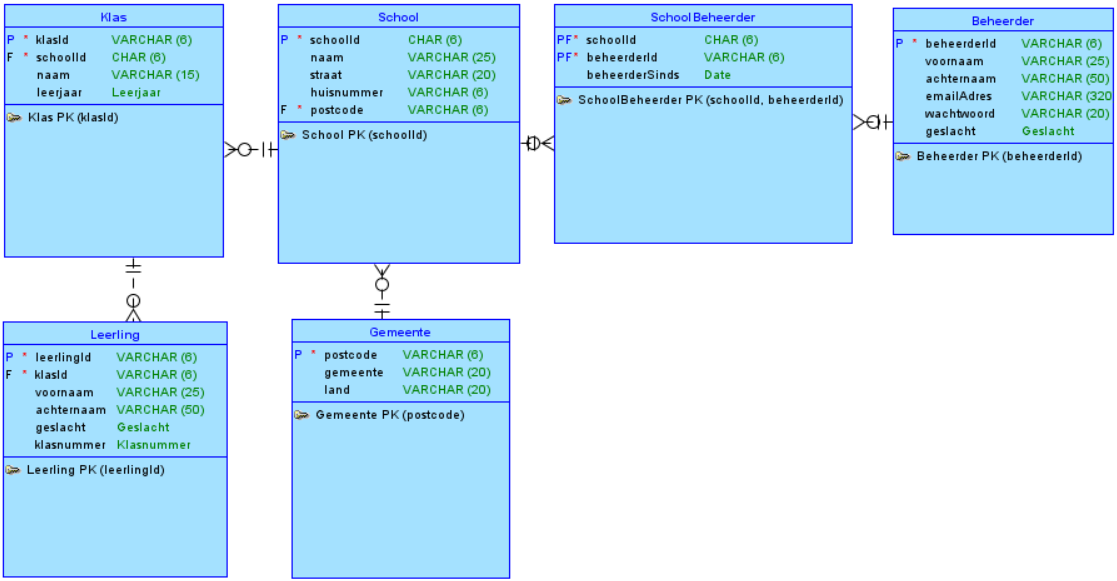 Klas
P * klasId VARCHAR (6)
F * schoolId CHAR (6)
naam VARCHAR (15)
leerjaar Leerjaar
Klas PK (klasId)
School
P * schoolId CHAR (6)
naam VARCHAR (25)
straat VARCHAR (20)
huisnummer VARCHAR (6)
F * postcode VARCHAR (6)
School PK (schoolId)
SchoolBeheerder
PF* schoolId CHAR (6)
PF* beheerderId VARCHAR (6)
beheerderSinds Date
SchoolBeheerder PK (schoolId, beheerderId)
Beheerder
P * beheerderId VARCHAR (6)
voornaam VARCHAR (25)
achternaam VARCHAR (50)
emailAdres VARCHAR (320
wachtwoord VARCHAR (20)
geslacht Geslacht
Beheerder PK (beheerderId)
Leerling
P * leerlingId VARCHAR (6)
F * klasId VARCHAR (6)
voornaam VARCHAR (25)
achternaam VARCHAR (50)
geslacht Geslacht
klasnummer Klasnummer
Leerling PK (leerlingId)
Gemeente
P * postcode VARCHAR (6)
gemeente VARCHAR (20)
land VARCHAR (20)
Gemeente PK (postcode)